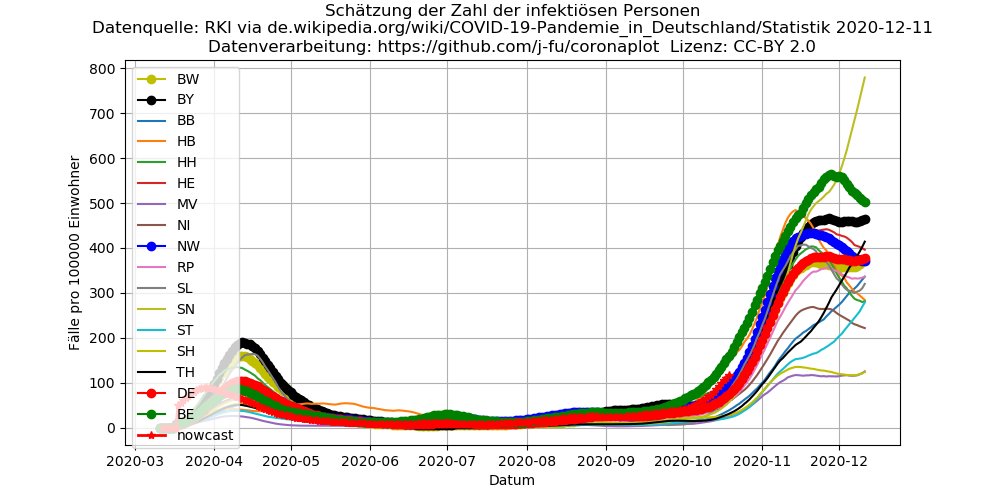 Schätzung der Zahl der infektiösen Personen
Datenquelle: RKI via de.wikipedia.org/wiki/COVID-19-Pandemie_in_Deutschland/Statistik 2020-12-11
Datenverarbeitung: https://github.com/j-fu/coronaplot Lizenz: CC-BY 2.0
Fälle pro 100000 Einwohner
800
700
600
500
400
300
200
100
0
BW
BY
BB
HB
HH
HE
MV
NI
NW
RP
SL
SN
ST
SH
TH
DE
BE
nowcast
2020-03 2020-04 2020-05 2020-06 2020-07 2020-08 2020-09 2020-10 2020-11 2020-12
Datum